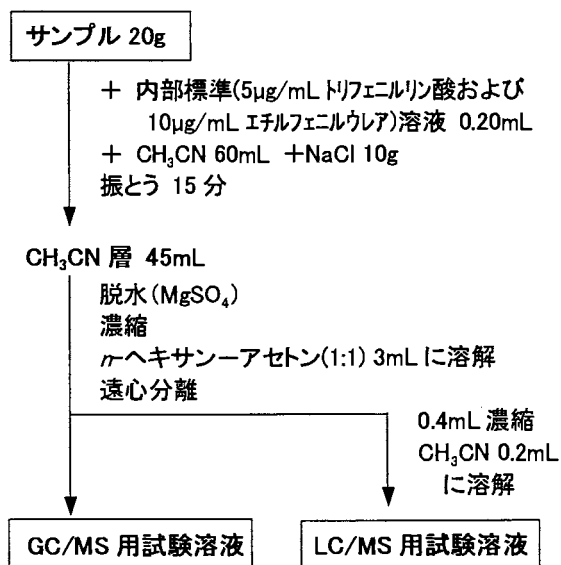 サンプル 20g
+ 内部標準(5μg/mL トリフェニルリン酸および
10μg/mL エチルフェニルウレア)溶液 0.20mL
+ CH₃CN 60mL +NaCl 10g
振とう 15 分
CH₃CN 層 45mL
脱水(MgSO₄)
濃縮
n-ヘキサン-アセトン(1:1) 3mL に溶解
遠心分離
0.4mL 濃縮
CH₃CN 0.2mL
に溶解
GC/MS 用試験溶液
LC/MS 用試験溶液